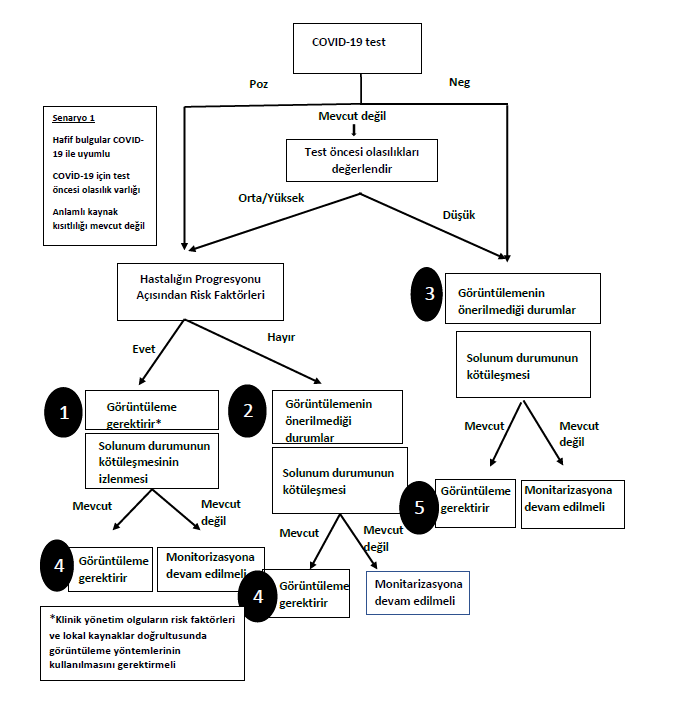 COVID-19 test
Poz
Neg
Senaryo 1
Hafif bulgular COVID-
19 ile uyumlu
COVİD-19 için test
öncesi olasılık varlığı
Anlamlı kaynak
kısıtlılığı mevcut değil
Mevcut değil
Test öncesi olasılıkları
değerlendir
Orta/Yüksek
Düşük
Hastalığın Progresyonu
Açısından Risk Faktörleri
3
Görüntülemenin
önerilmediği durumlar
Solunum durumunun
kötüleşmesi
Evet
Hayır
1
Görüntüleme
gerektirir*
Solunum durumunun
kötüleşmesinin
izlenmesi
2
Görüntülemenin
önerilmediği
durumlar
Solunum durumunun
kötüleşmesi
Mevcut
Mevcut
değil
5
Görüntüleme
gerektirir
Monitarizasyona
devam edilmeli
Mevcut
Mevcut
değil
4
Görüntüleme
gerektirir
Monitorizasyona
devam edilmeli
Mevcut
Mevcut
değil
4
Görüntüleme
gerektirir
Monitarizasyona
devam edilmeli
*Klinik yönetim olguların risk faktörleri
ve lokal kaynaklar doğrultusunda
görüntüleme yöntemlerinin
kullanılmasını gerektirmeli